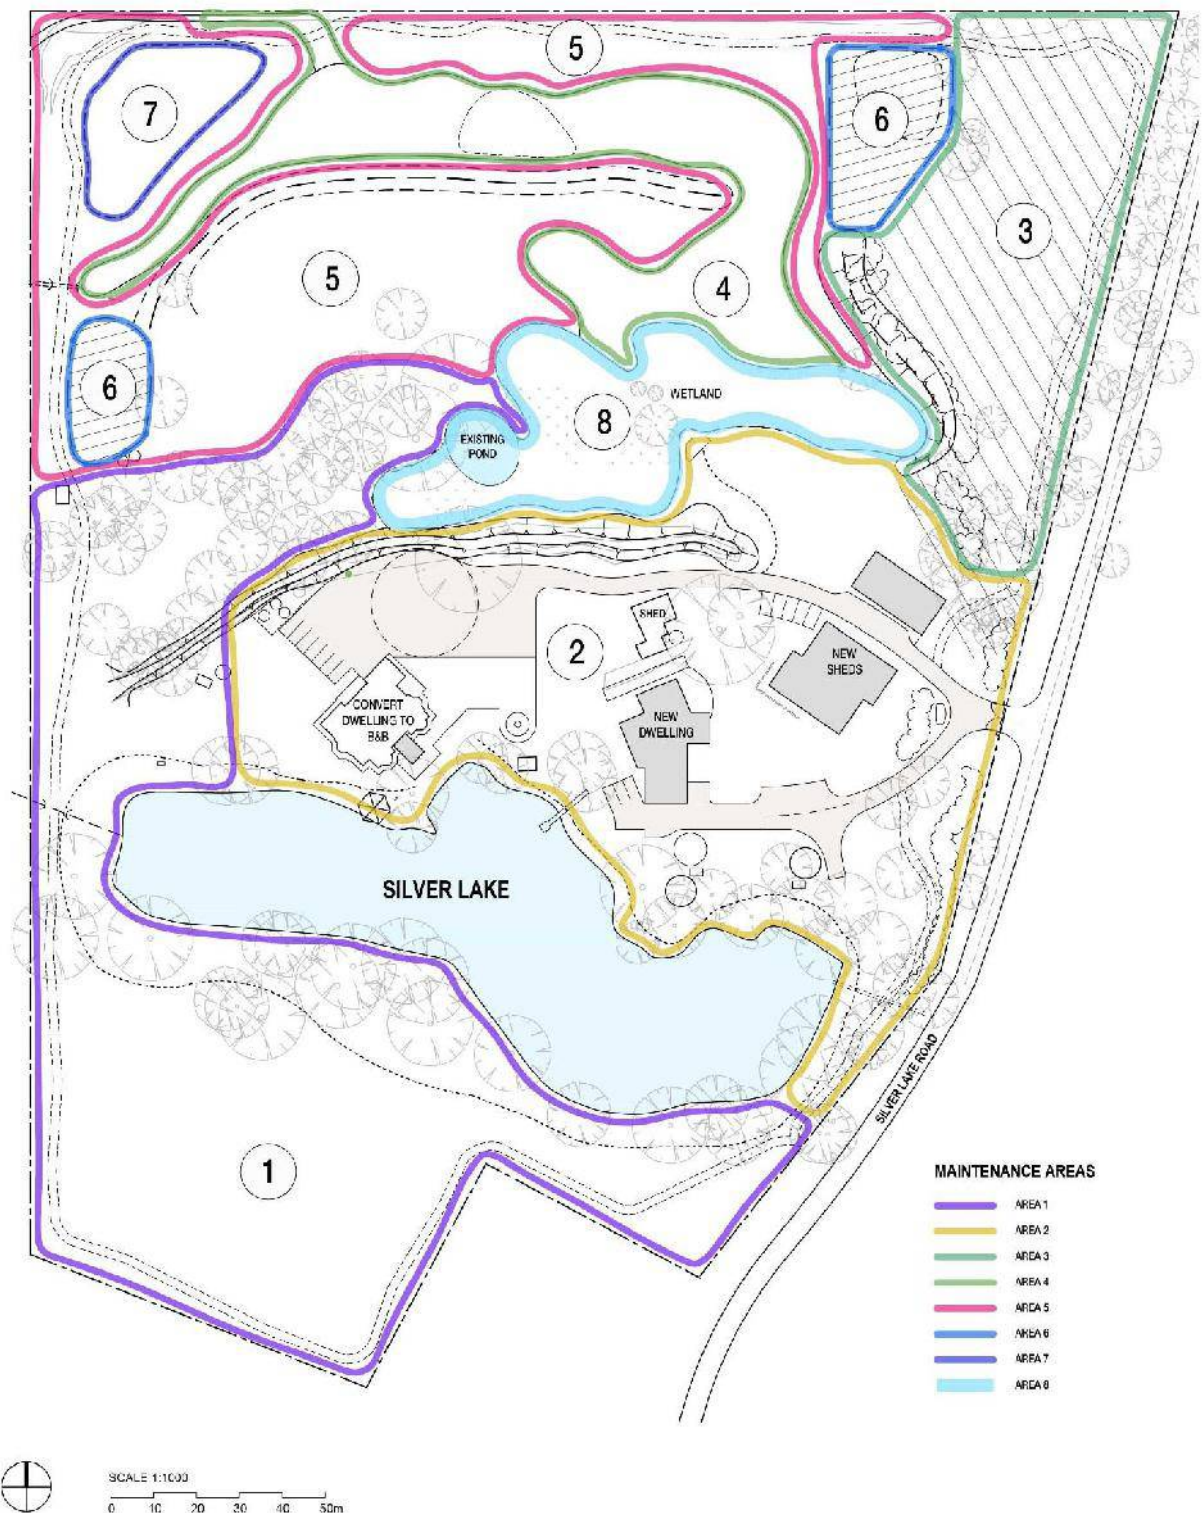 5
7
6
3
5
4
6
WETLAND
8
EXISTING
POND
SHED
2
NEW
SHEDS
CONVERT
DWELLING TO
B&B
NEW
DWELLING
SILVER LAKE
SILVER LAKE ROAD
1
MAINTENANCE AREAS
AREA 1
AREA 2
AREA 3
AREA 4
AREA 5
AREA 6
AREA 7
AREA 8
SCALE 1:1000
0 10 20 30 40 50m